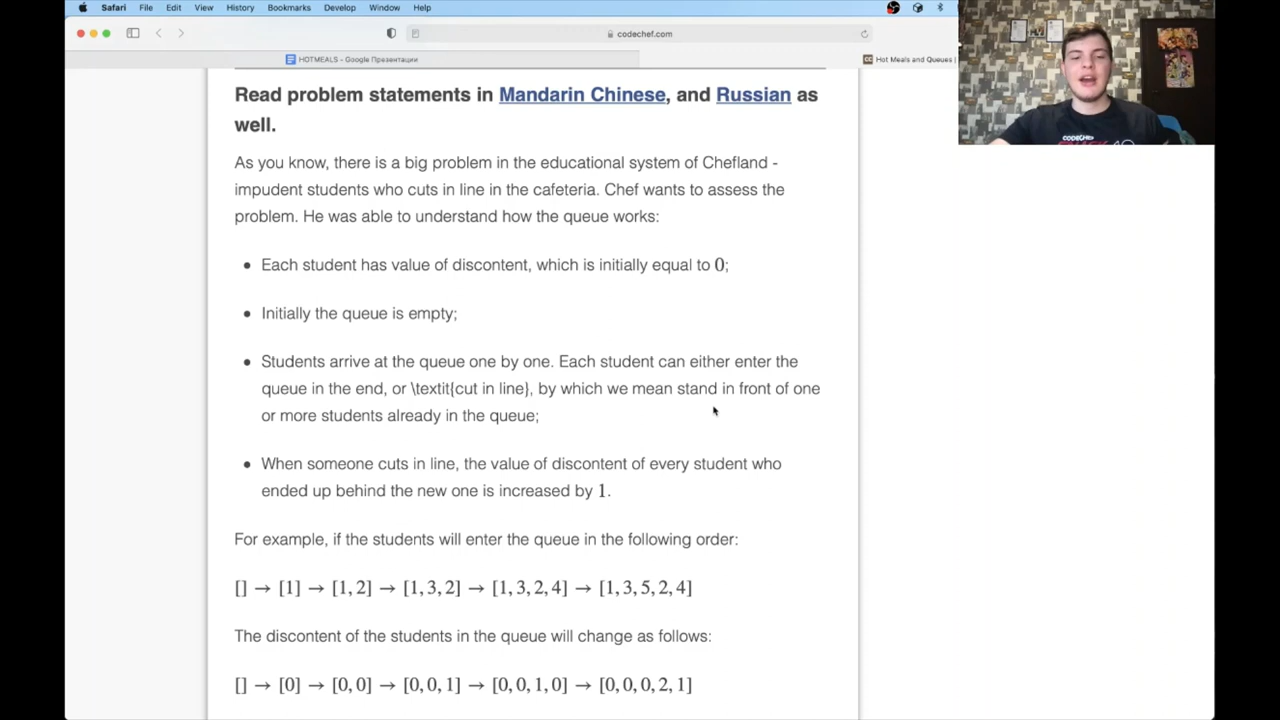 Safari File Edit View History Bookmarks Develop Window Help
codechef.com
HOTMEALS - Google Презентации
CC Hot Meals and Queues |
Read problem statements in Mandarin Chinese, and Russian as
well.
As you know, there is a big problem in the educational system of Chefland -
impudent students who cuts in line in the cafeteria. Chef wants to assess the
problem. He was able to understand how the queue works:
• Each student has value of discontent, which is initially equal to 0;
• Initially the queue is empty;
• Students arrive at the queue one by one. Each student can either enter the
queue in the end, or \textit{cut in line}, by which we mean stand in front of one
or more students already in the queue;
• When someone cuts in line, the value of discontent of every student who
ended up behind the new one is increased by 1.
For example, if the students will enter the queue in the following order:
[] → [1] → [1, 2] → [1, 3, 2] → [1, 3, 2, 4] → [1, 3, 5, 2, 4]
The discontent of the students in the queue will change as follows:
[] → [0] → [0, 0] → [0, 0, 1] → [0, 0, 1, 0] → [0, 0, 0, 2, 1]
CODECHEF